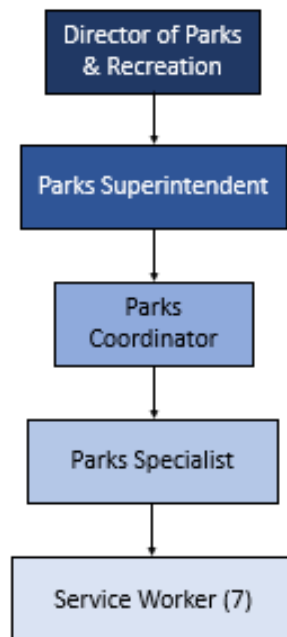 Director of Parks
& Recreation
Parks Superintendent
Parks
Coordinator
Parks Specialist
Service Worker (7)